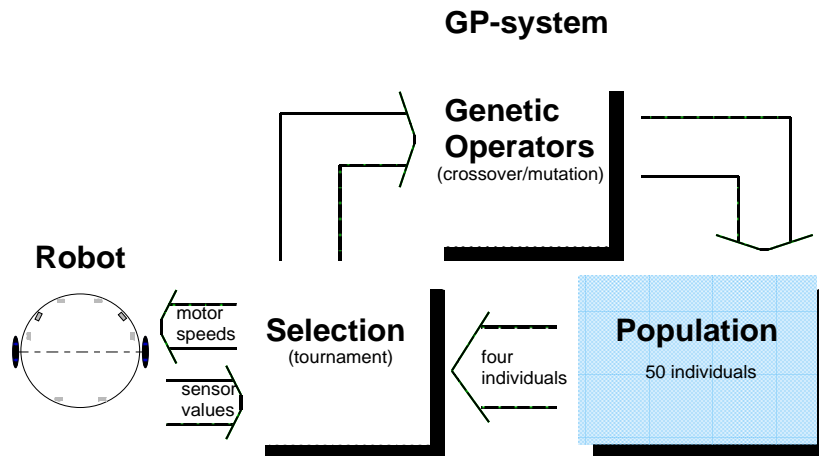 GP-system
Genetic
Operators
(crossover/mutation)
Robot
motor
speeds
sensor
values
Selection
(tournament)
four
individuals
Population
50 individuals